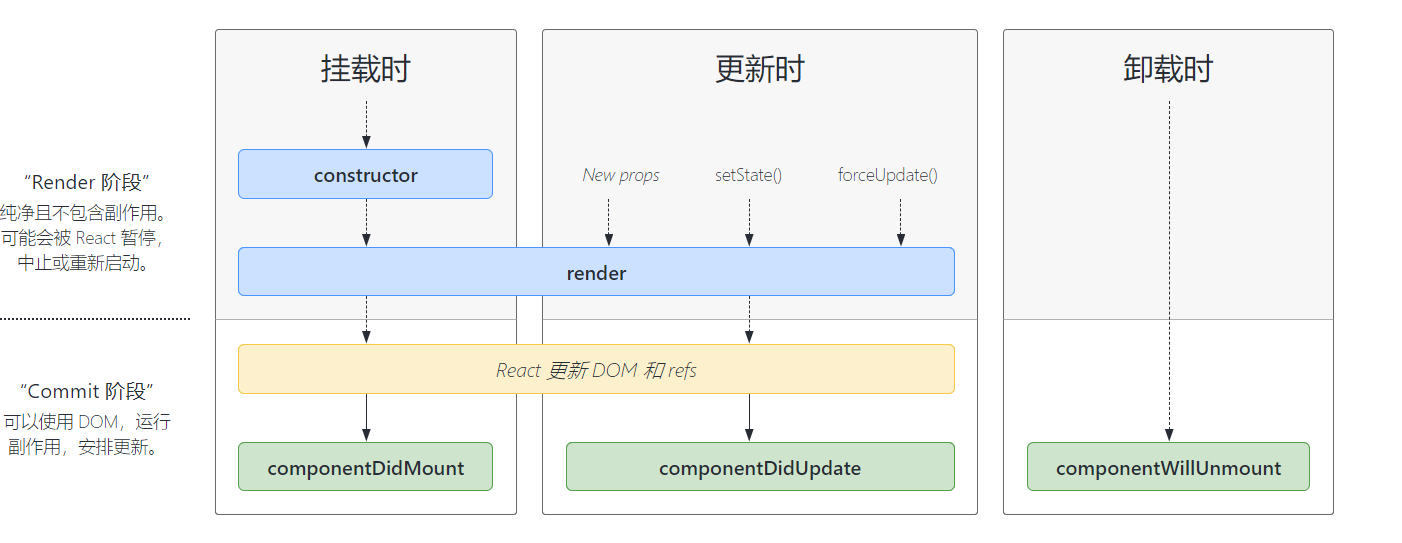 挂载时
更新时
卸载时
“Render 阶段”
纯净且不包含副作用。
可能会被 React 暂停，
中止或重新启动。
constructor
New props
setState()
forceUpdate()
render
“Commit 阶段”
可以使用 DOM，运行
副作用，安排更新。
React 更新 DOM 和 refs
componentDidMount
componentDidUpdate
componentWillUnmount